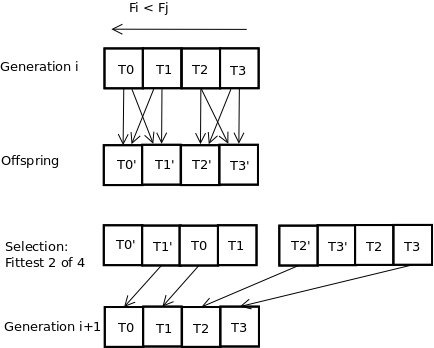 Fi < Fj
Generation i
T0 T1 T2 T3
Offspring
T0' T1' T2' T3'
Selection:
Fittest 2 of 4
T0' T1' T0 T1
T2' T3' T2 T3
Generation i+1
T0 T1 T2 T3